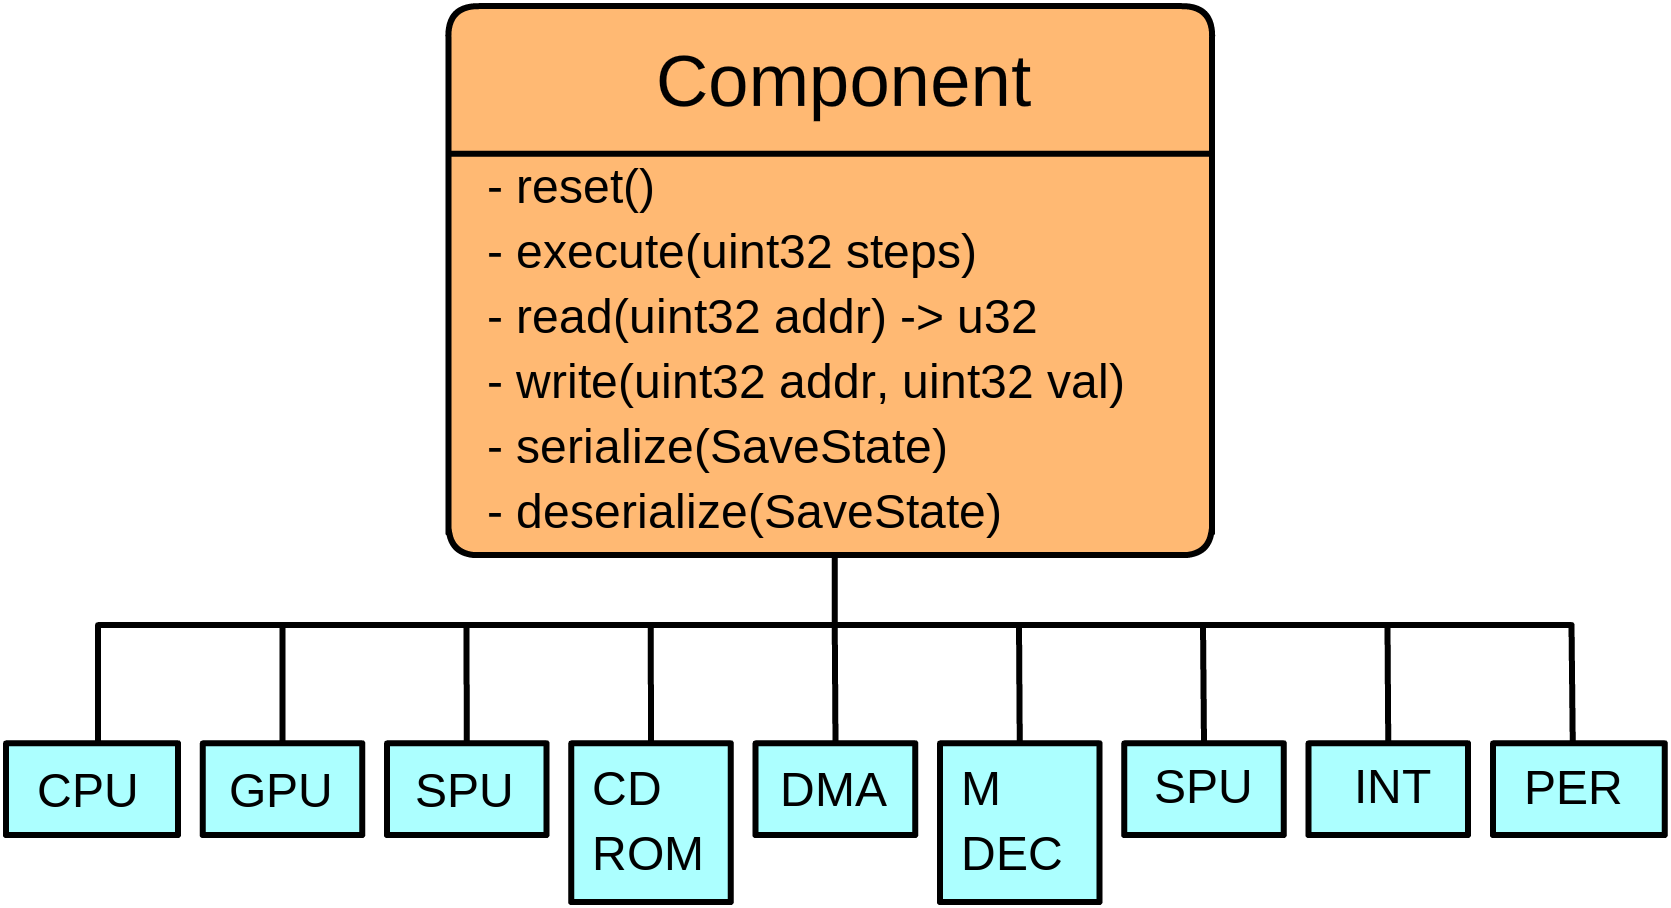 Component
- reset()
- execute(uint32 steps)
- read(uint32 addr) -> u32
- write(uint32 addr, uint32 val)
- serialize(SaveState)
- deserialize(SaveState)
CPU
GPU
SPU
CD
ROM
DMA
M
DEC
SPU
INT
PER